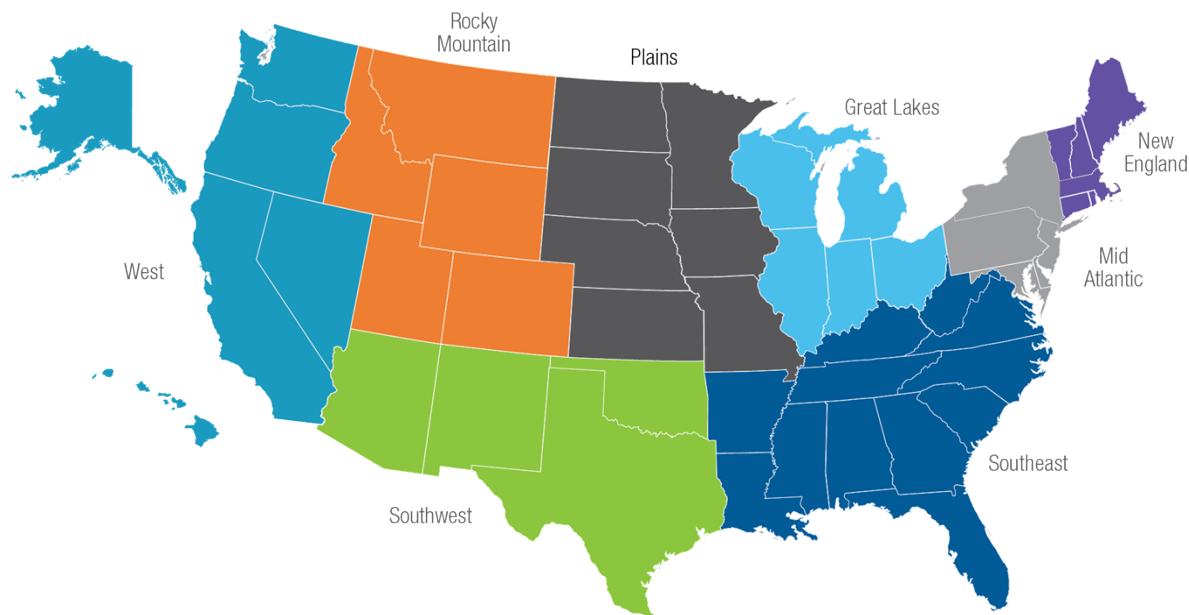 Rocky
Mountain
Plains
Great Lakes
New
England
West
Mid
Atlantic
Southeast
Southwest